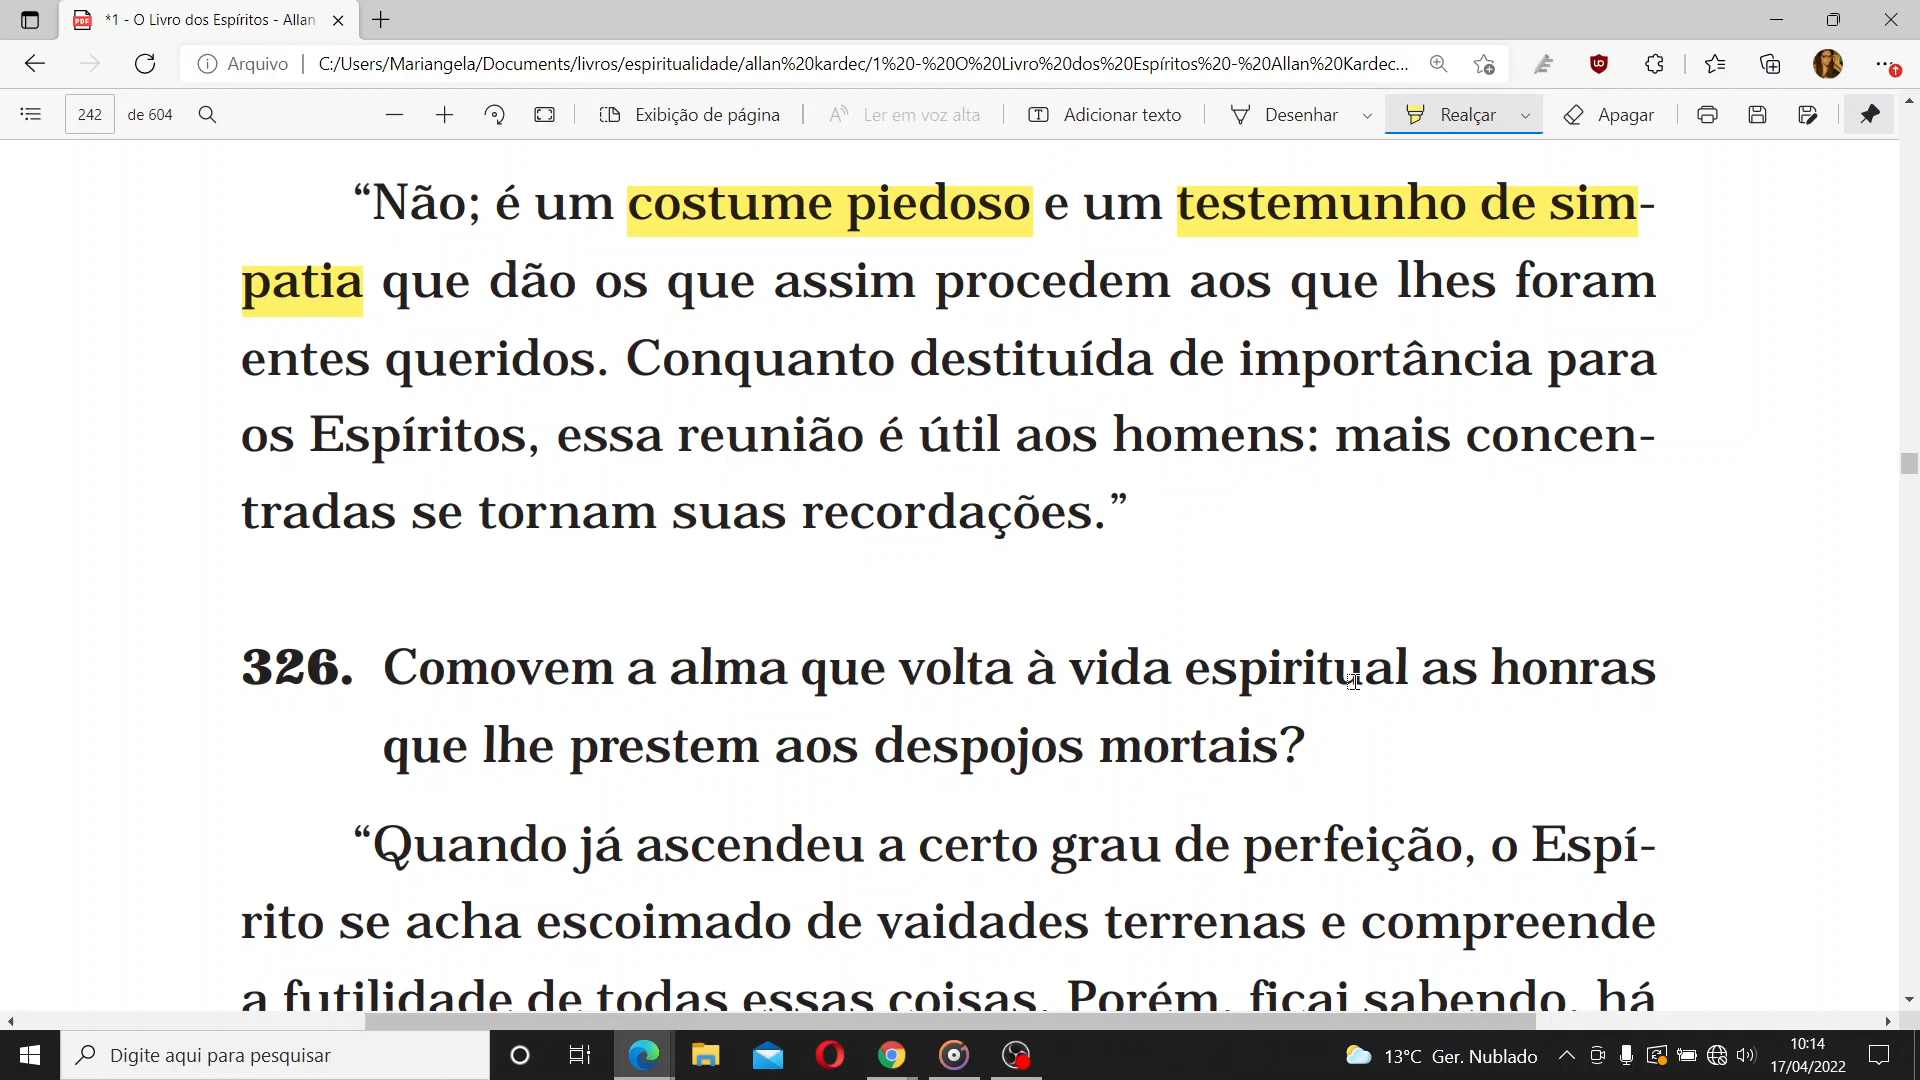 *1 - O Livro dos Espíritos - Allan
Arquivo
C:/Users/Mariangela/Documents/livros/espiritualidade/allan%20kardec/1%20-%20O%20Livro%20dos%20Espíritos%20-%20Allan%20Kardec...
242 de 604
Exibição de página
Ler em voz alta
Adicionar texto
Desenhar
Realçar
Apagar
“Não; é um costume piedoso e um testemunho de sim-
patia que dão os que assim procedem aos que lhes foram
entes queridos. Conquanto destituída de importância para
os Espíritos, essa reunião é útil aos homens: mais concen-
tradas se tornam suas recordações.”
326. Comovem a alma que volta à vida espiritual as honras
que lhe prestem aos despojos mortais?
“Quando já ascendeu a certo grau de perfeição, o Espí-
rito se acha escoimado de vaidades terrenas e compreende
a futilidade de todas essas coisas. Porém, ficai sabendo, há
Digite aqui para pesquisar
13°C Ger. Nublado
10:14
17/04/2022